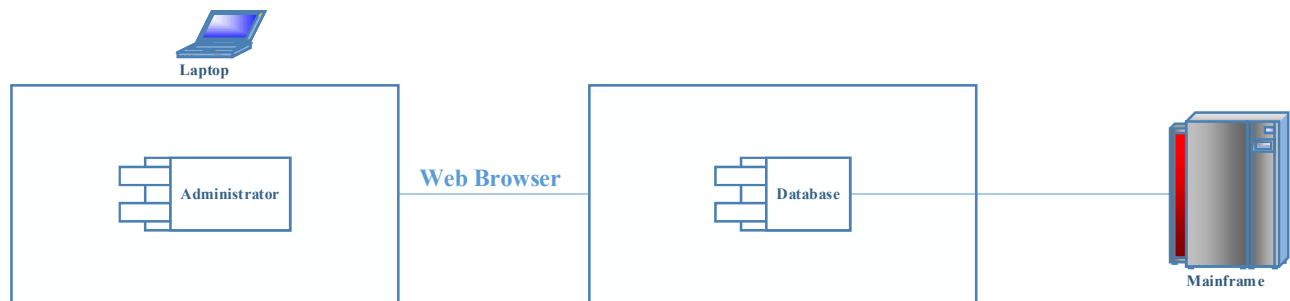 Laptop
Administrator
Web Browser
Database
Mainframe